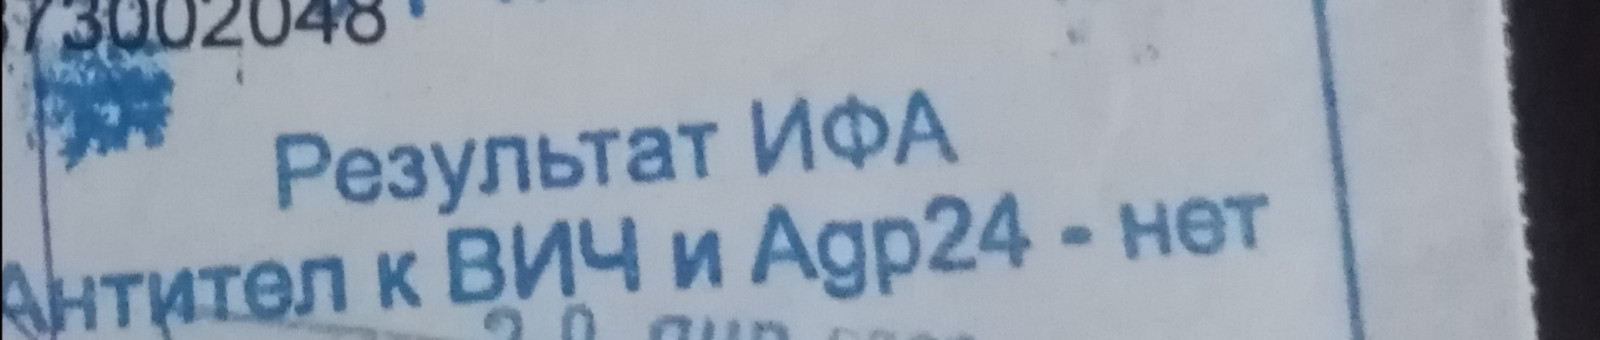 73002048
Результат ИФА
Антител к ВИЧ и Agp24 - нет